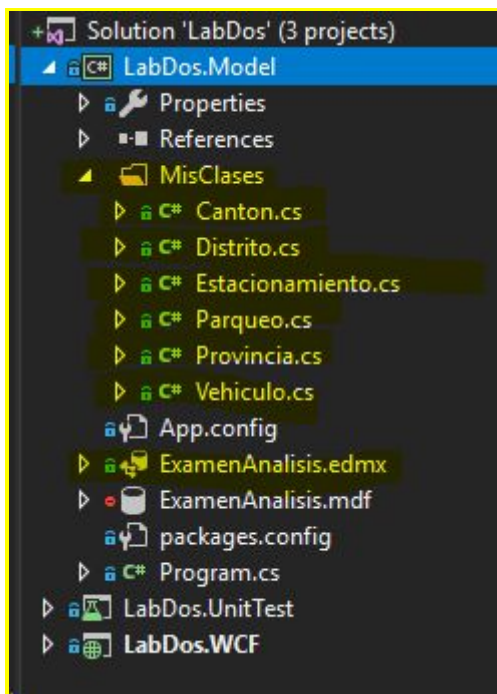 Solution 'LabDos' (3 projects)
C# LabDos.Model
Properties
References
MisClases
C# Canton.cs
C# Distrito.cs
C# Estacionamiento.cs
C# Parqueo.cs
C# Provincia.cs
C# Vehiculo.cs
App.config
ExamenAnalisis.edmx
ExamenAnalisis.mdf
packages.config
C# Program.cs
LabDos.UnitTest
LabDos.WCF